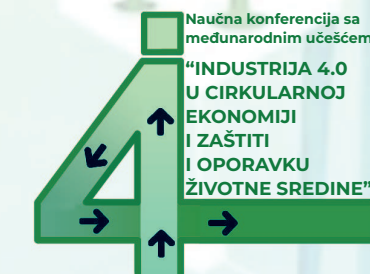 Naučna konferencija sa
međunarodnim učešćem
“INDUSTRIJA 4.0
U CIRKULARNOJ
EKONOMIJI
I ZAŠTITI
I OPORAVKU
ŽIVOTNE SREDINE”